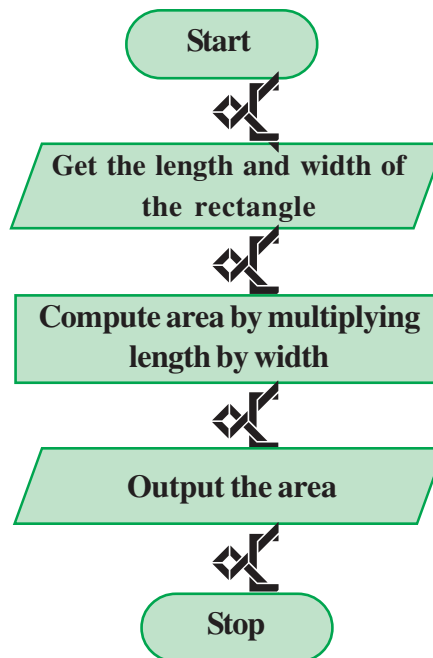 Start
Get the length and width of
the rectangle
Compute area by multiplying
length by width
Output the area
Stop